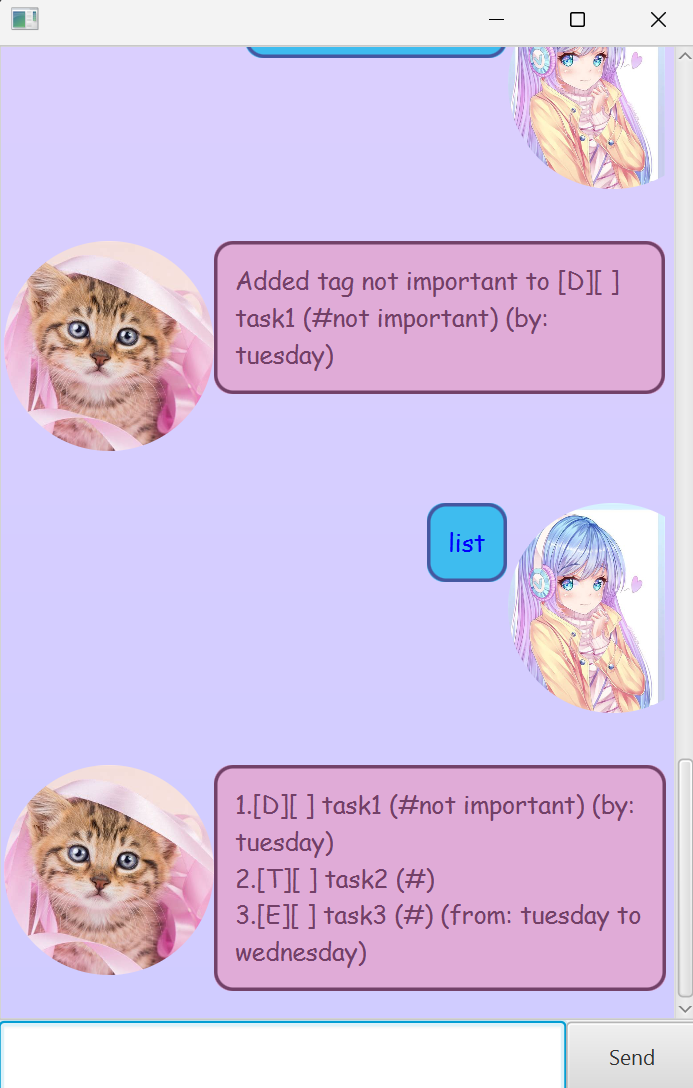 Added tag not important to [D][ ]
task1 (#not important) (by:
tuesday)
list
1.[D][ ] task1 (#not important) (by:
tuesday)
2.[T][ ] task2 (#)
3.[E][ ] task3 (#) (from: tuesday to
wednesday)
Send